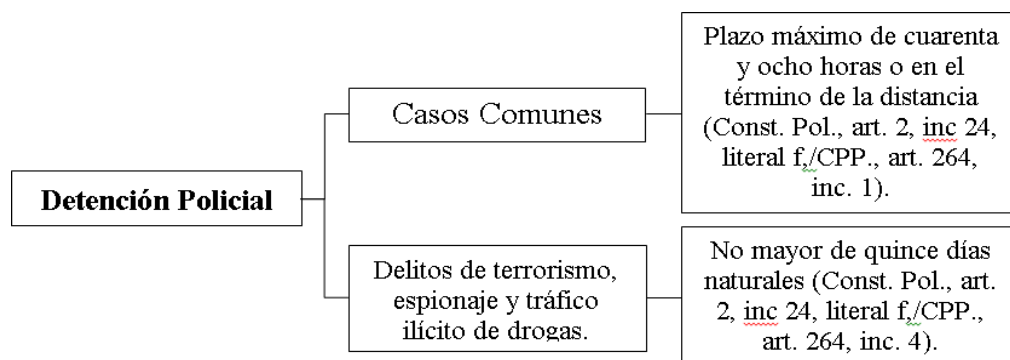 Detención Policial
Casos Comunes
Plazo máximo de cuarenta
y ocho horas o en el
término de la distancia
(Const. Pol., art. 2, inc 24,
literal f,/CPP., art. 264,
inc. 1).
Delitos de terrorismo,
espionaje y tráfico
ilícito de drogas.
No mayor de quince días
naturales (Const. Pol., art.
2, inc 24, literal f,/CPP.,
art. 264, inc. 4).